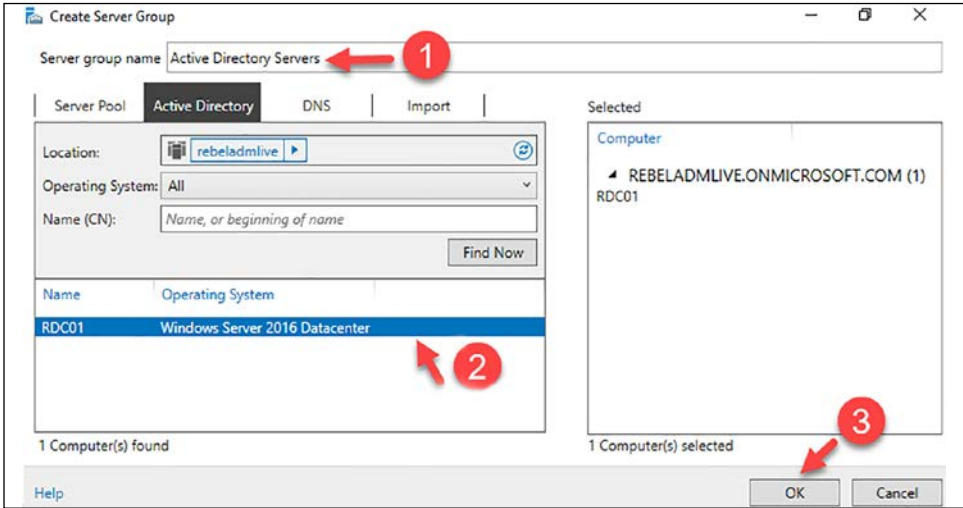 Create Server Group
Server group name Active Directory Servers 1
Server Pool Active Directory DNS Import
Location: rebeladmlive
Operating System: All
Name (CN): Name, or beginning of name
Find Now
Name Operating System
RDC01 Windows Server 2016 Datacenter
2
1 Computer(s) found
Selected
Computer
REBELADMLIVE.ONMICROSOFT.COM (1)
RDC01
3
1 Computer(s) selected
Help OK Cancel